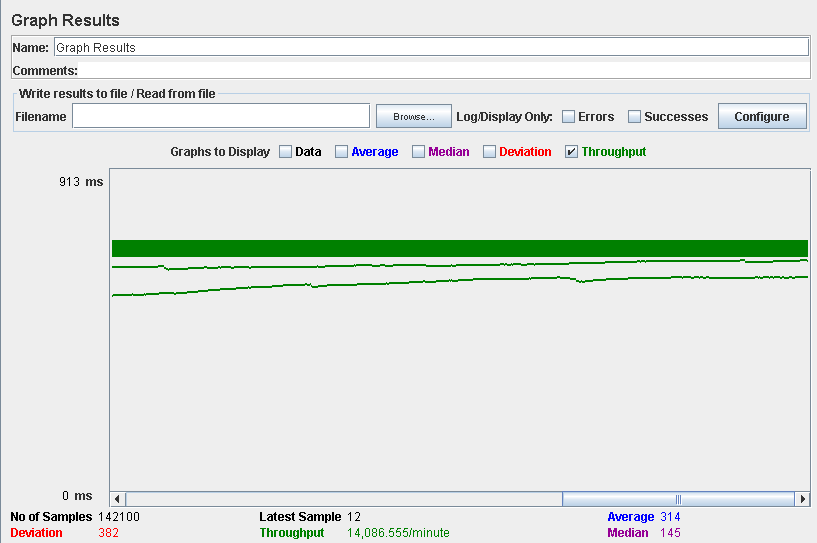 Graph Results
Name: Graph Results
Comments:
Write results to file / Read from file
Filename Browse... Log/Display Only: Errors Successes Configure
Graphs to Display Data Average Median Deviation Throughput
913 ms
0 ms
No of Samples 142100 Latest Sample 12 Average 314
Deviation 382 Throughput 14,086.555/minute Median 145